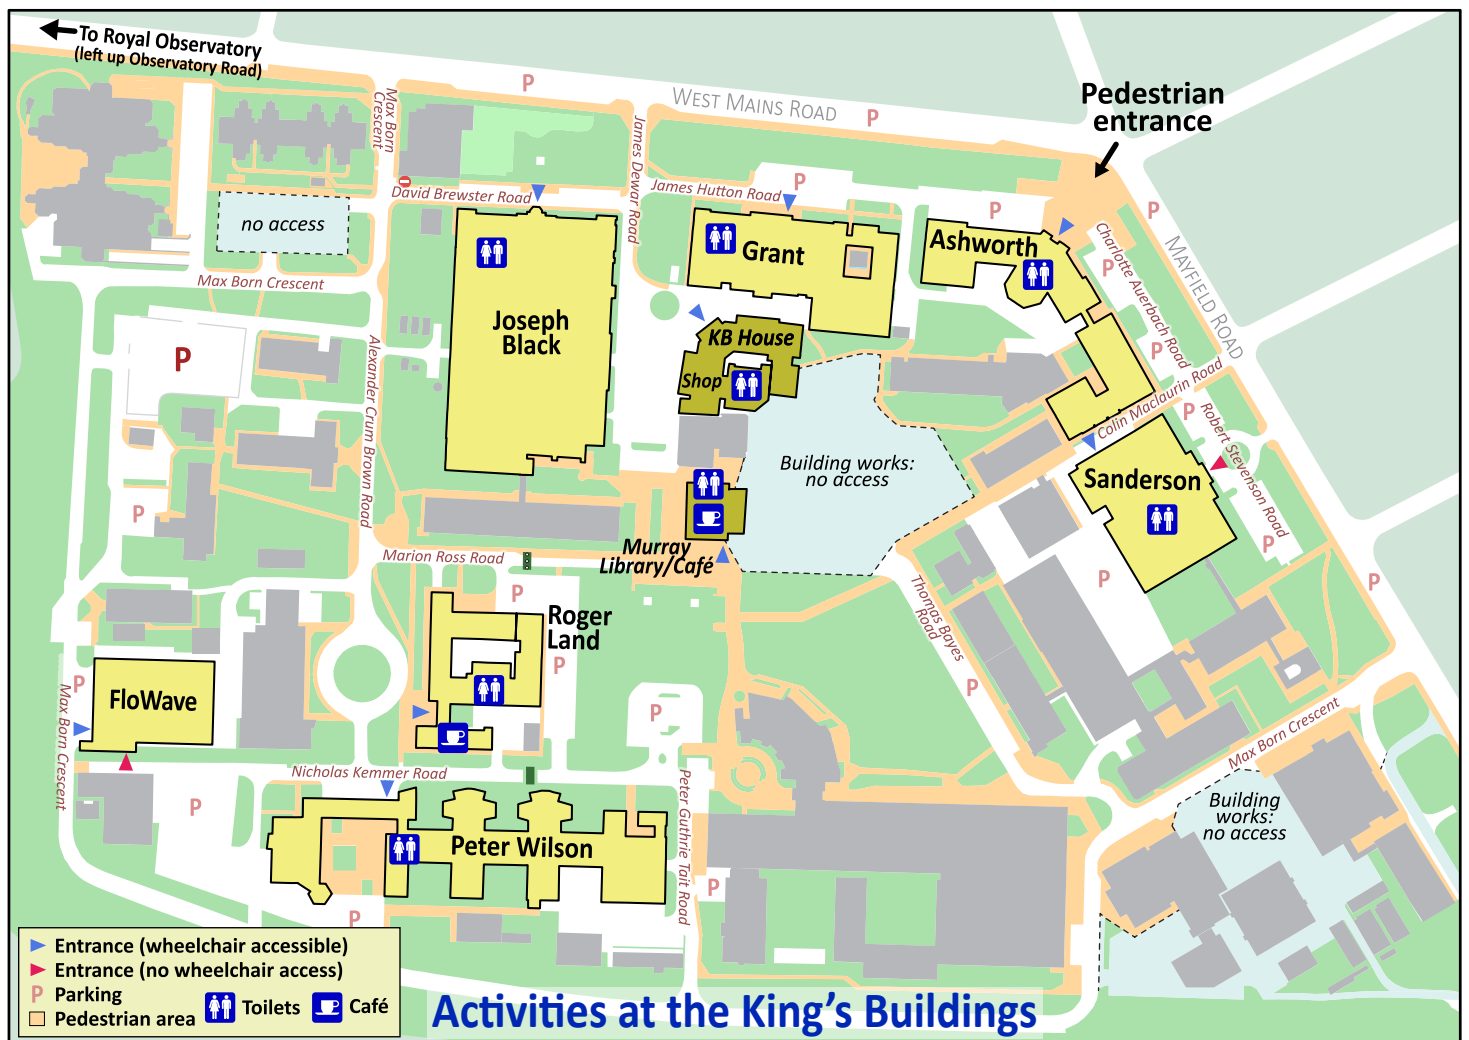 To Royal Observatory
(left up Observatory Road)
Max Born
Crescent
P
WEST MAINS ROAD
P
Pedestrian
entrance
James Dewar Road
no access
David Brewster Road
James Hutton Road
P
P
P
Charlotte Auerbach Road
MAYFIELD ROAD
Grant
Ashworth
P
Max Born Crescent
Joseph
Black
KB House
Shop
P
Alexander Crum Brown Road
P
Colin Maclaurin Road
P
Robert Stevenson Road
Building works:
no access
Sanderson
P
P
Murray
Library/Café
Marion Ross Road
P
P
P
Thomas Bayes
Road
Roger
Land
P
P
FloWave
P
P
Max Born Crescent
Max Born Crescent
Nicholas Kemmer Road
Peter Guthrie Tait Road
P
Building
works:
no access
Peter Wilson
P
P
Entrance (wheelchair accessible)
Entrance (no wheelchair access)
P Parking
Toilets
Café
Pedestrian area
Activities at the King's Buildings